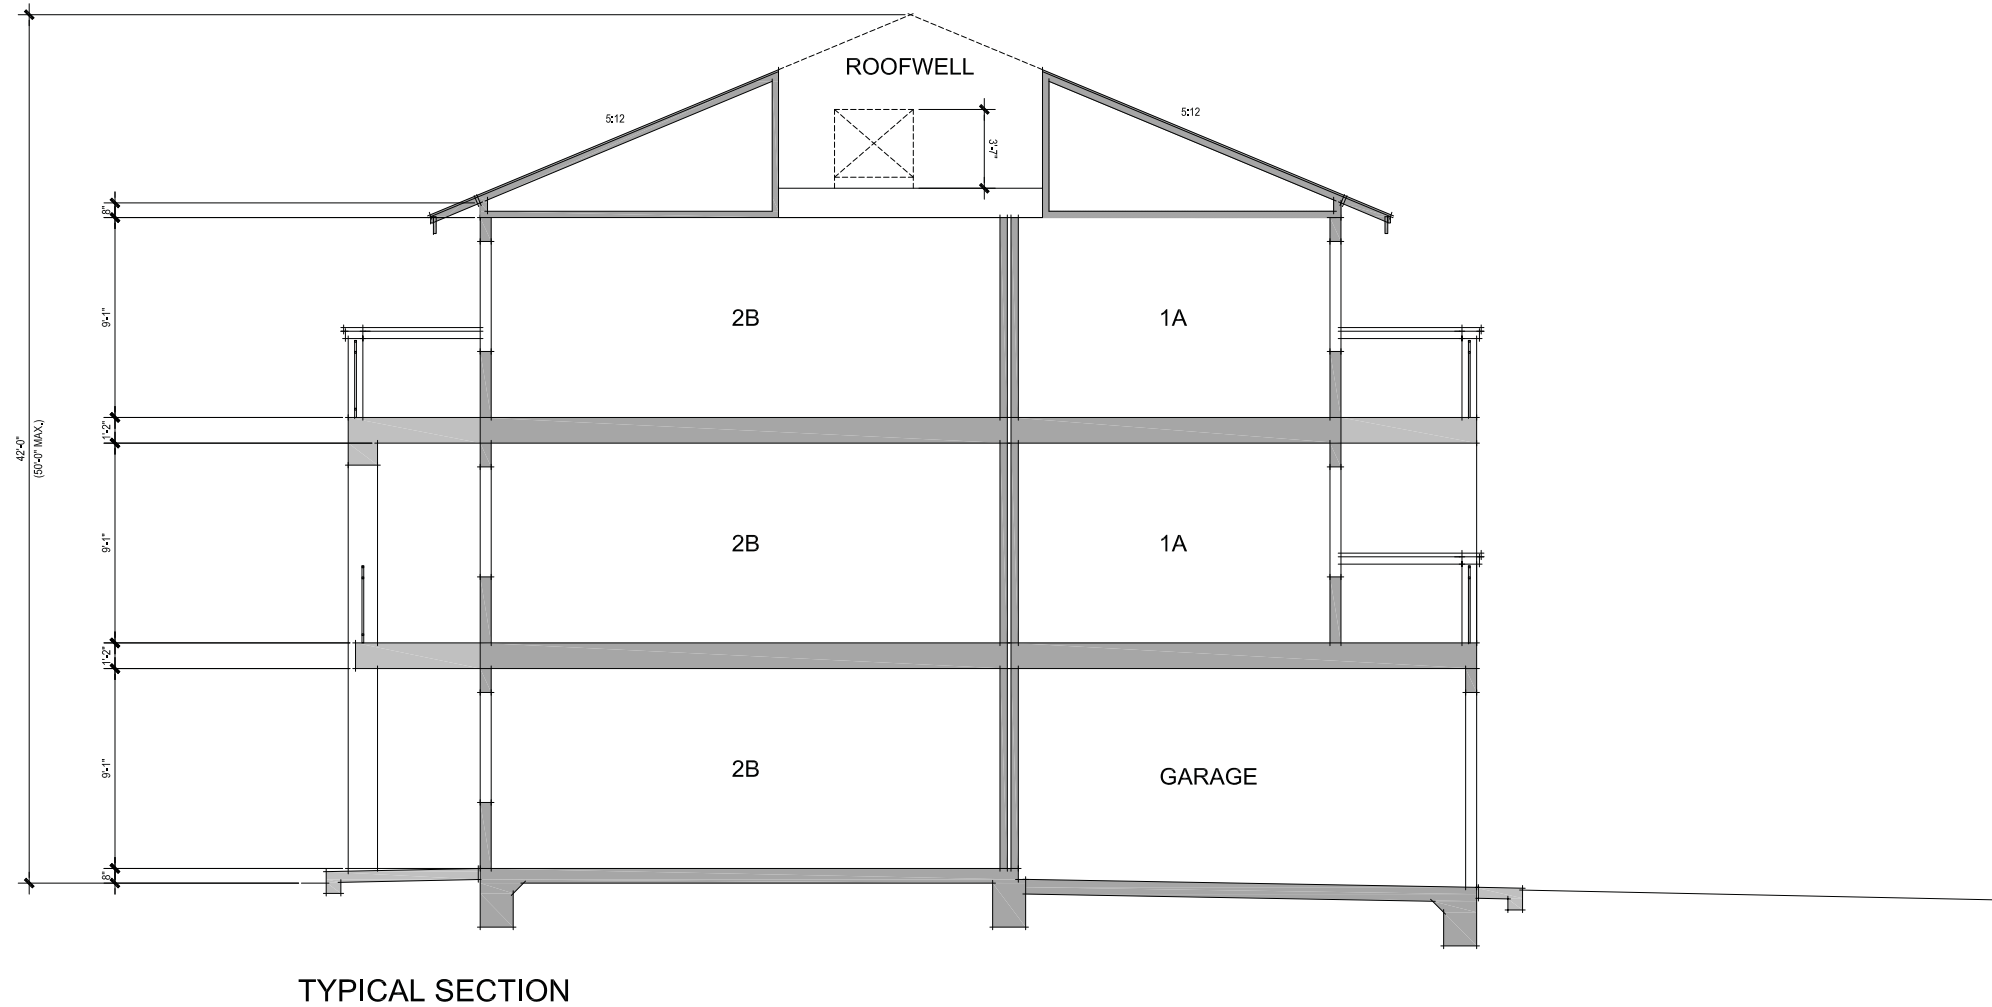 ROOFWELL
5:12
5:12
3'-7"
8"
9'-1"
2B
1A
1'-2"
42'-0"
(50'-0" MAX.)
9'-1"
2B
1A
1'-2"
9'-1"
2B
GARAGE
8"
TYPICAL SECTION